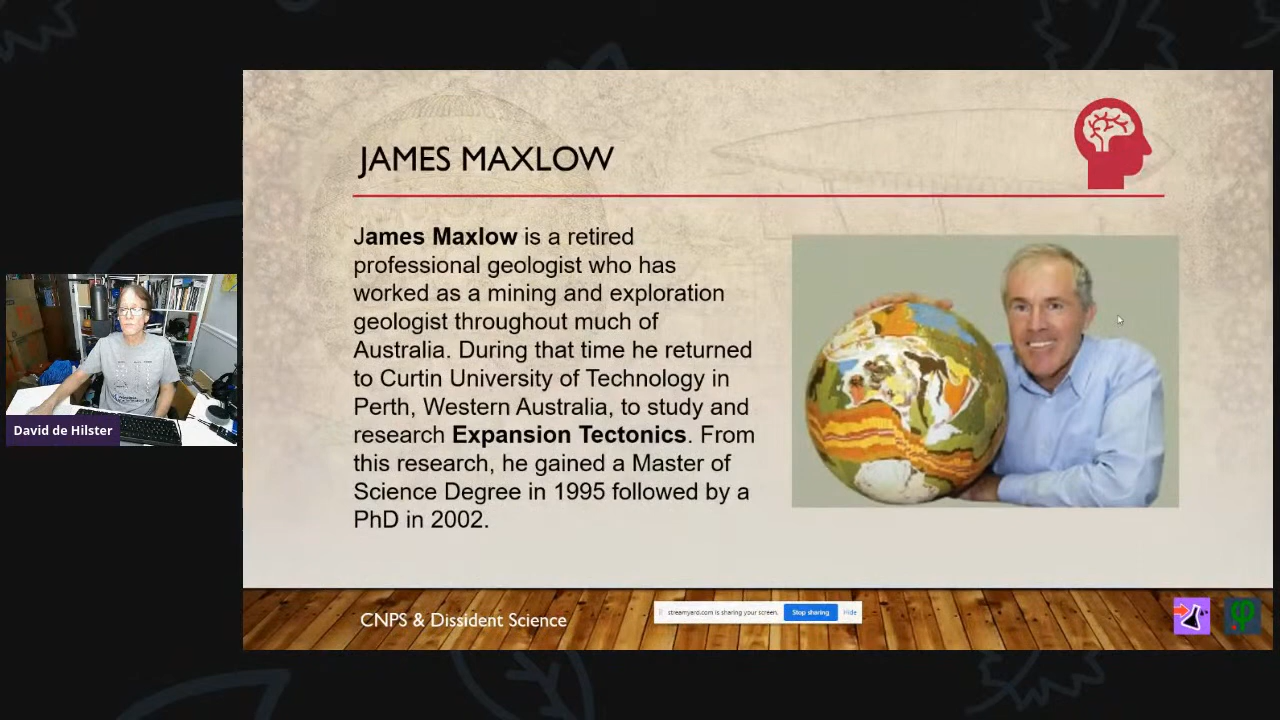 JAMES MAXLOW
James Maxlow is a retired
professional geologist who has
worked as a mining and exploration
geologist throughout much of
Australia. During that time he returned
to Curtin University of Technology in
Perth, Western Australia, to study and
research Expansion Tectonics. From
this research, he gained a Master of
Science Degree in 1995 followed by a
PhD in 2002.
David de Hilster
CNPS & Dissident Science
streamyard.com is sharing your screen.
Stop sharing
Hide